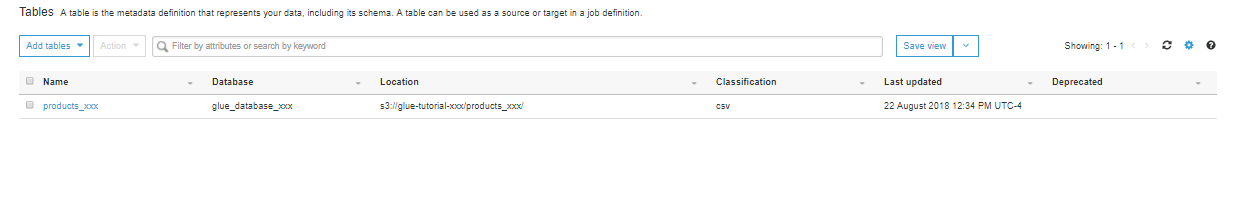 Tables A table is the metadata definition that represents your data, including its schema. A table can be used as a source or target in a job definition.
Add tables Action Filter by attributes or search by keyword Save view Showing: 1 - 1 < >
Name Database Location Classification Last updated Deprecated
products_xxx glue_database_xxx s3://glue-tutorial-xxx/products_xxx/ csv 22 August 2018 12:34 PM UTC-4